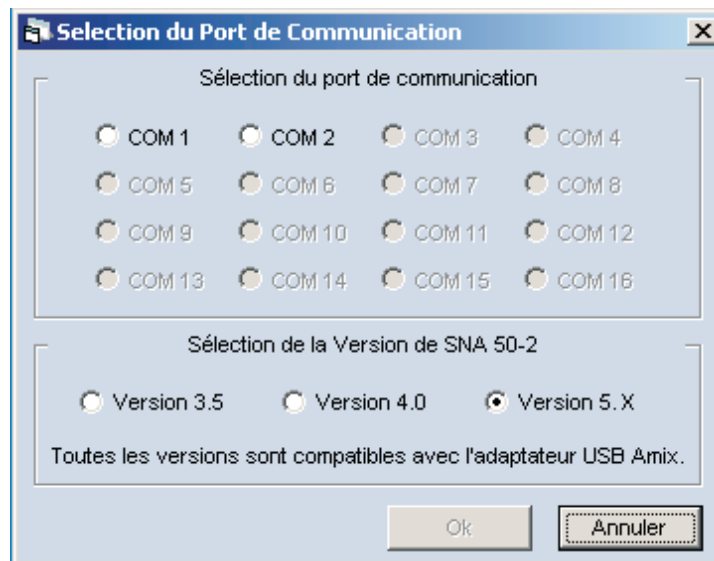 Selection du Port de Communication
Sélection du port de communication
COM 1 COM 2 COM 3 COM 4
COM 5 COM 6 COM 7 COM 8
COM 9 COM 10 COM 11 COM 12
COM 13 COM 14 COM 15 COM 16
Sélection de la Version de SNA 50-2
Version 3.5 Version 4.0 Version 5.X
Toutes les versions sont compatibles avec l'adaptateur USB Amix.
Ok Annuler